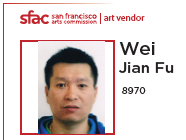 sfac san francisco arts commission | art vendor
Wei
Jian Fu
8970